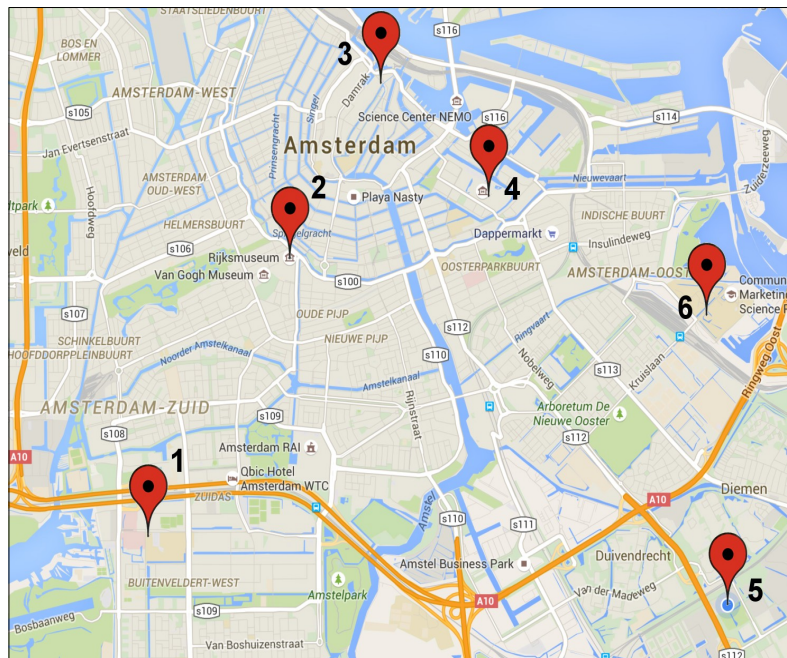 STAATSLIEDENBUURT
BOS EN
LOMMER
s100
s116
3
s105
AMSTERDAM-WEST
Damrak
Singel
Science Center NEMO
s116
s114
Jan Evertsenstraat
Prinsengracht
Amsterdam
Zuiderzeeweg
AMSTERDAM
OUD-WEST
2
4
Nieuwevaart
Hoofdweg
Playa Nasty
HELMERSBUURT
INDISCHE BUURT
s106
Dappermarkt
Insulindeweg
Rijksmuseum
Van Gogh Museum
s100
OOSTERPARKBUURT
AMSTERDAM-OOST
6
Commun
Marketin
Science P
s107
OUDE PIJP
s112
Ringvaart
SCHINKELBUURT
HOOFDDORPPLEINBUURT
NIEUWE PIJP
s110
Noorder Amstelkanaal
Nobelweg
Kruislaan
Ringweg Oost
s113
Amstelkanaal
Rijnstraat
AMSTERDAM-ZUID
Arboretum De
Nieuwe Ooster
s109
s108
s112
Amsterdam RAI
A10
1
Qbic Hotel
Amsterdam WTC
ZUIDAS
Diemen
A10
Amste
s110
s111
Duivendrecht
Amstel Business Park
5
BUITENVELDERT-WEST
Amstelpark
Van der Madeweg
A10
s109
Bosbaanweg
Van Boshuizenstraat
s112